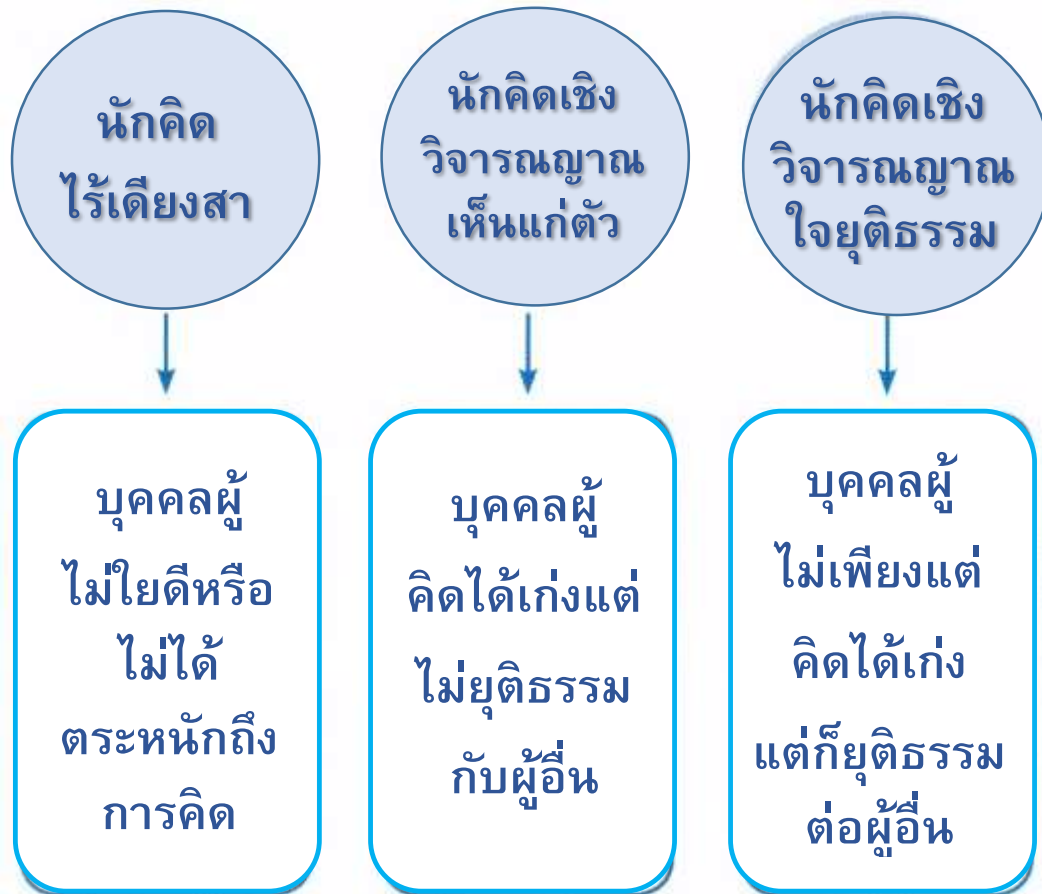 นักคิด
ไร้เดียงสา
นักคิดเชิง
วิจารณญาณ
เห็นแก่ตัว
นักคิดเชิง
วิจารณญาณ
ใจยุติธรรม
บุคคลผู้
ไม่ใยดีหรือ
ไม่ได้
ตระหนักถึง
การคิด
บุคคลผู้
คิดได้เก่งแต่
ไม่ยุติธรรม
กับผู้อื่น
บุคคลผู้
ไม่เพียงแต่
คิดได้เก่ง
แต่ก็ยุติธรรม
ต่อผู้อื่น